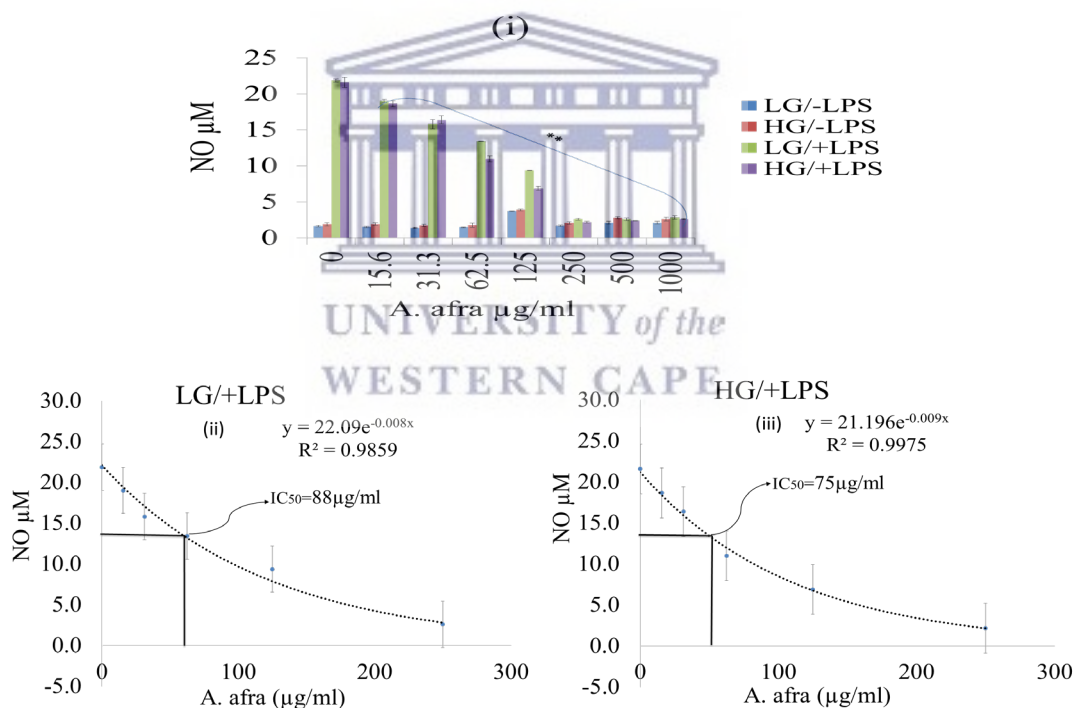 (i)
25
20
15
10
5
0
NO µM
**
LG/-LPS
HG/-LPS
LG/+LPS
HG/+LPS
0 15.6 31.3 62.5 125 250 500 1000
A. afra µg/ml
UNIVERSITY of the
WESTERN CAPE
LG/+LPS
(ii)
y = 22.09e^-0.008x
R² = 0.9859
IC50=88µg/ml
30.0
25.0
20.0
15.0
10.0
5.0
0.0
-5.0
NO µM
0 100 200 300
A. afra (µg/ml)
HG/+LPS
(iii)
y = 21.196e^-0.009x
R² = 0.9975
IC50=75µg/ml
30.0
25.0
20.0
15.0
10.0
5.0
0.0
-5.0
NO µM
0 100 200 300
A. afra (µg/ml)